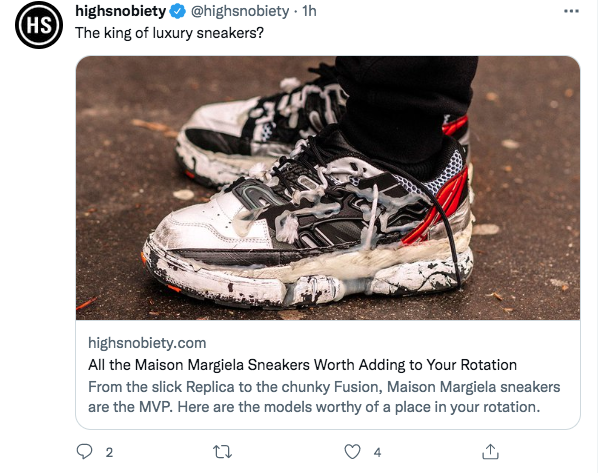 HS
highsnobiety @highsnobiety · 1h
The king of luxury sneakers?
highsnobiety.com
All the Maison Margiela Sneakers Worth Adding to Your Rotation
From the slick Replica to the chunky Fusion, Maison Margiela sneakers
are the MVP. Here are the models worthy of a place in your rotation.
2 4